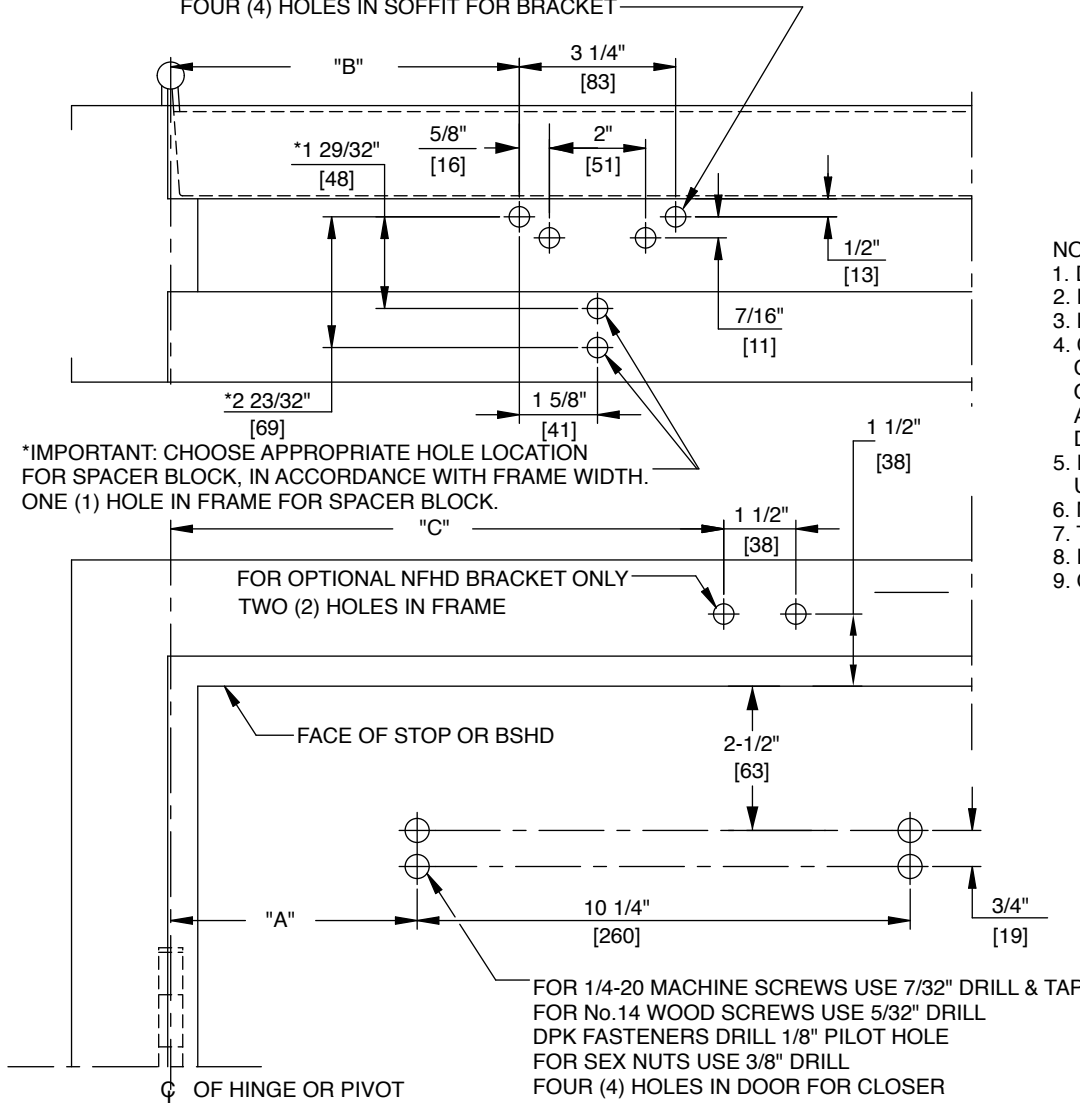 FOUR (4) HOLES IN SOFFIT FOR BRACKET
"B"
3 1/4"
[83]
5/8"
[16]
2"
[51]
*1 29/32"
[48]
1/2"
[13]
7/16"
[11]
*2 23/32"
[69]
1 5/8"
[41]
*IMPORTANT: CHOOSE APPROPRIATE HOLE LOCATION
FOR SPACER BLOCK, IN ACCORDANCE WITH FRAME WIDTH.
ONE (1) HOLE IN FRAME FOR SPACER BLOCK.
1 1/2"
[38]
"C"
1 1/2"
[38]
FOR OPTIONAL NFHD BRACKET ONLY
TWO (2) HOLES IN FRAME
FACE OF STOP OR BSHD
2-1/2"
[63]
"A"
10 1/4"
[260]
3/4"
[19]
FOR 1/4-20 MACHINE SCREWS USE 7/32" DRILL & TAP
FOR No.14 WOOD SCREWS USE 5/32" DRILL
DPK FASTENERS DRILL 1/8" PILOT HOLE
FOR SEX NUTS USE 3/8" DRILL
FOUR (4) HOLES IN DOOR FOR CLOSER
OF HINGE OR PIVOT
NO
1.
2.
3.
4.
5.
6.
7.
8.
9.